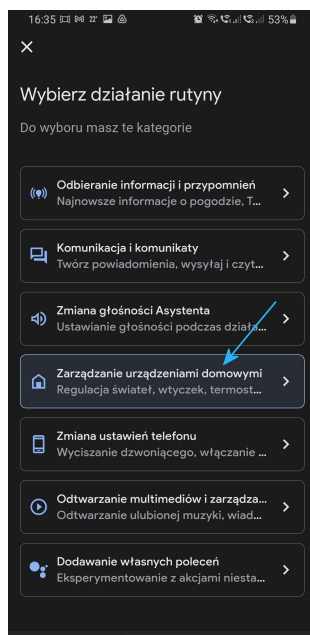 16:35 22° 53%
Wybierz działanie rutyny
Do wyboru masz te kategorie
Odbieranie informacji i przypomnień
Najnowsze informacje o pogodzie, T...
Komunikacja i komunikaty
Twórz powiadomienia, wysyłaj i czyt...
Zmiana głośności Asystenta
Ustawianie głośności podczas działa...
Zarządzanie urządzeniami domowymi
Regulacja świateł, wtyczek, termost...
Zmiana ustawień telefonu
Wyciszanie dzwoniącego, włączanie ...
Odtwarzanie multimediów i zarządza...
Odtwarzanie ulubionej muzyki, wiad...
Dodawanie własnych poleceń
Eksperymentowanie z akcjami niesta...